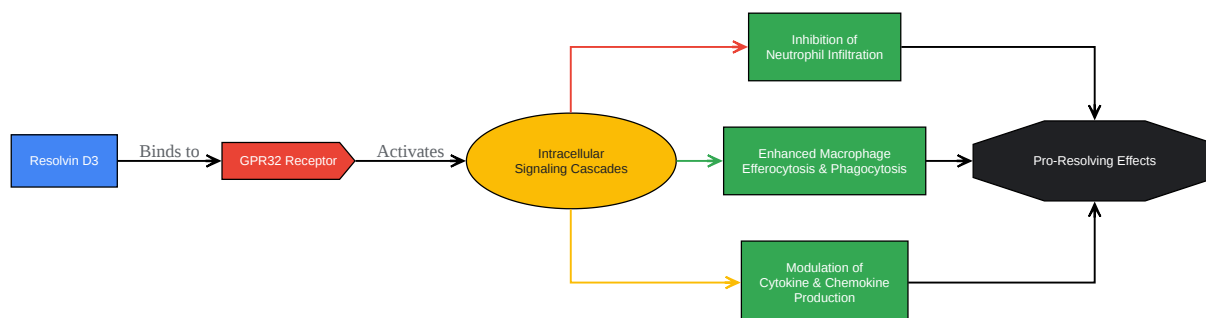 Resolvin D3
Binds to
GPR32 Receptor
Activates
Intracellular
Signaling Cascades
Inhibition of
Neutrophil Infiltration
Enhanced Macrophage
Efferocytosis & Phagocytosis
Modulation of
Cytokine & Chemokine
Production
Pro-Resolving Effects